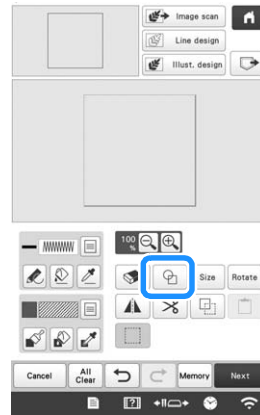 Image scan
Line design
Illust. design
100 %
Size Rotate
Cancel All Clear Memory Next